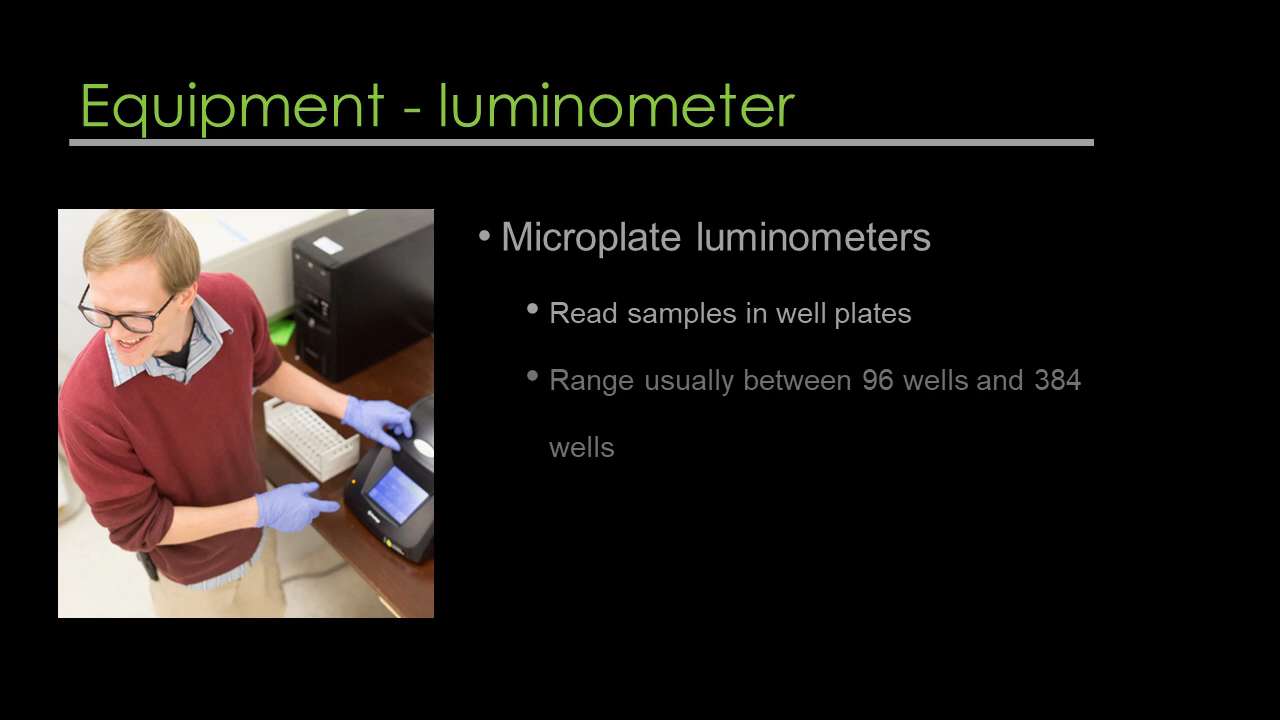 Equipment - luminometer
• Microplate luminometers
• Read samples in well plates
• Range usually between 96 wells and 384
wells